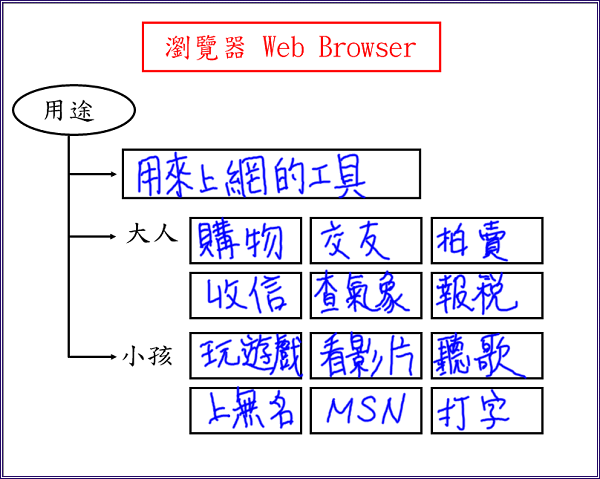 瀏覽器 Web Browser
用途
用來上網的工具
大人 購物 交友 拍賣
收信 查氣象 報税
小孩 玩遊戲 看影片 聽歌
上無名 MSN 打字